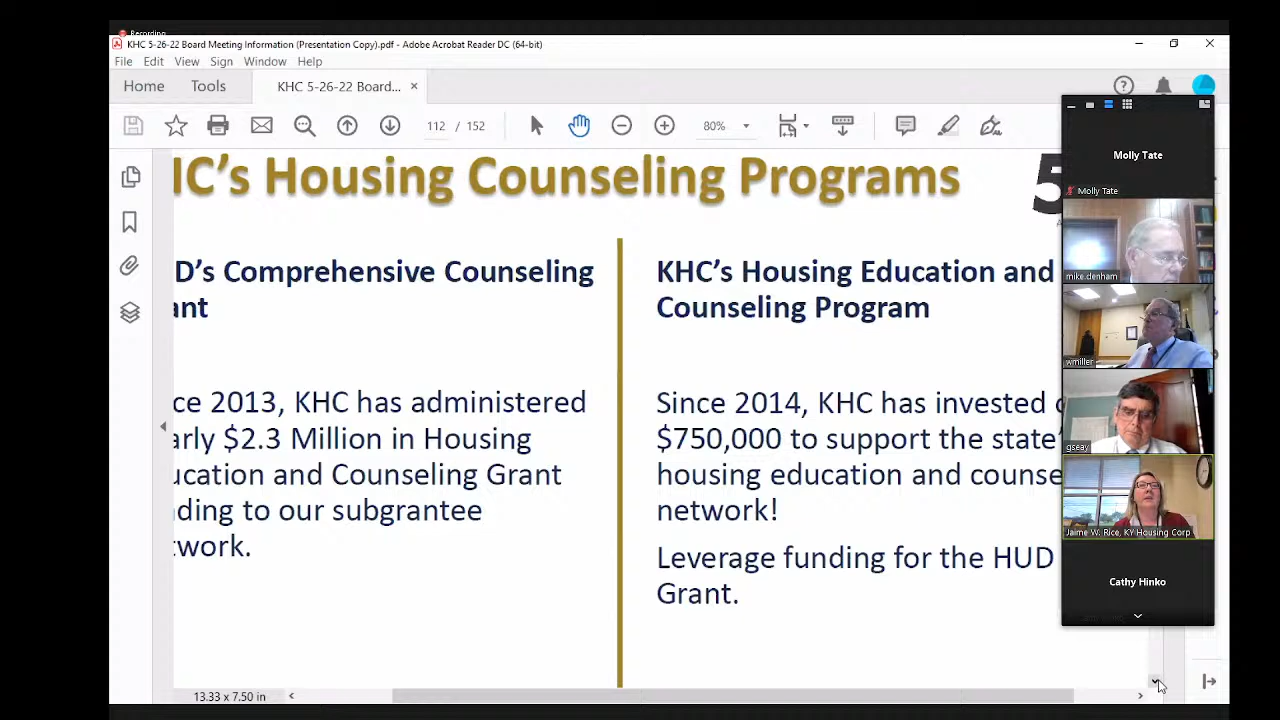 Recording
KHC 5-26-22 Board Meeting Information (Presentation Copy).pdf - Adobe Acrobat Reader DC (64-bit)
File Edit View Sign Window Help
Home Tools KHC 5-26-22 Board... ×
112 / 152 80%
HC's Housing Counseling Programs
5
D's Comprehensive Counseling
ant
ce 2013, KHC has administered
arly $2.3 Million in Housing
ucation and Counseling Grant
ding to our subgrantee
twork.
KHC's Housing Education and
Counseling Program
Since 2014, KHC has invested
$750,000 to support the state'
housing education and counse
network!
Leverage funding for the HUD
Grant.
Molly Tate
Molly Tate
mike.denham
wmiller
gseay
Jaime W. Rice, KY Housing Corp
Cathy Hinko
13.33 x 7.50 in